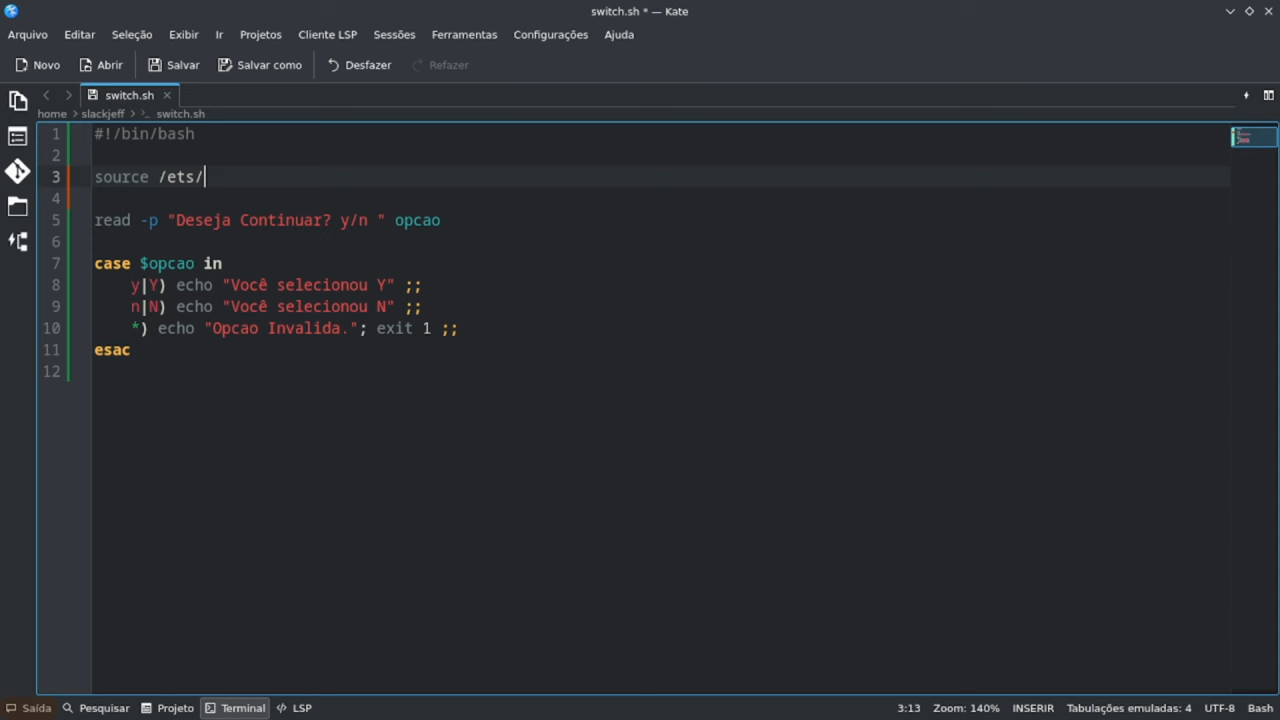 switch.sh * — Kate
Arquivo Editar Seleção Exibir Ir Projetos Cliente LSP Sessões Ferramentas Configurações Ajuda
Novo Abrir Salvar Salvar como Desfazer Refazer
switch.sh
home > slackjeff > switch.sh
1 #!/bin/bash
2
3 source /ets/
4
5 read -p "Deseja Continuar? y/n " opcao
6
7 case $opcao in
8 y|Y) echo "Você selecionou Y" ;;
9 n|N) echo "Você selecionou N" ;;
10 *) echo "Opcao Invalida."; exit 1 ;;
11 esac
12
Saída Pesquisar Projeto Terminal LSP 3:13 Zoom: 140% INSERIR Tabulações emuladas: 4 UTF-8 Bash